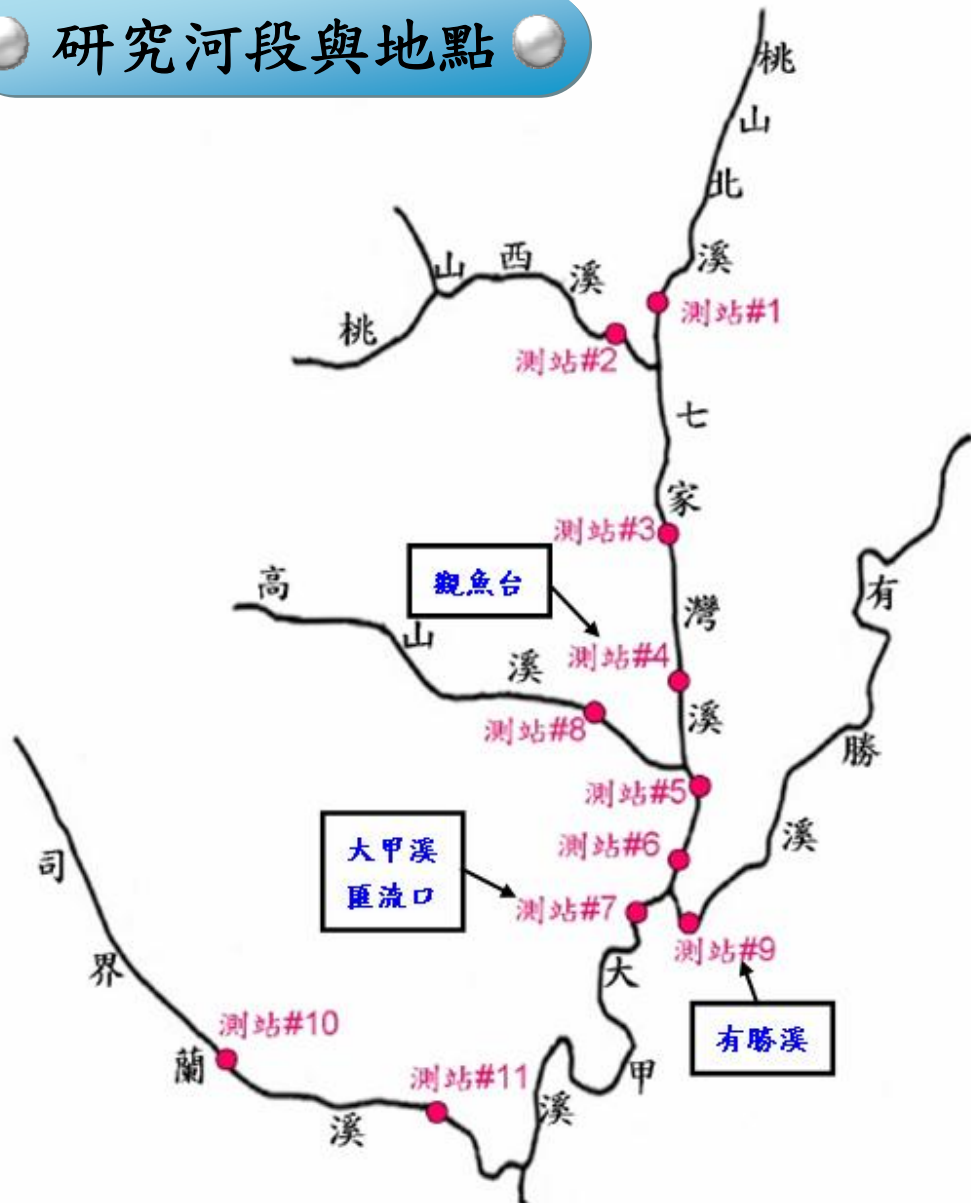 研究河段與地點
桃山北溪
桃山西溪
測站#1
測站#2
七家灣溪
測站#3
觀魚台
測站#4
高山溪
測站#8
有勝溪
測站#5
測站#6
大甲溪
匯流口
測站#7
測站#9
有勝溪
大甲溪
司界蘭溪
測站#10
測站#11